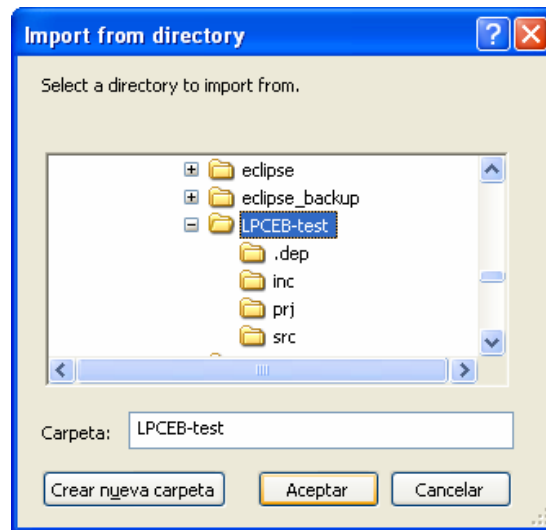 Import from directory
Select a directory to import from.
eclipse
eclipse_backup
LPCEB-test
.dep
inc
prj
src
Carpeta: LPCEB-test
Crear nueva carpeta Aceptar Cancelar